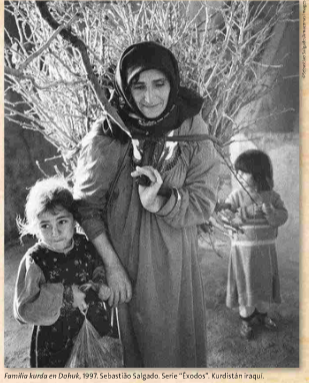 Familia kurda en Dohuk, 1997. Sebastião Salgado. Serie "Éxodos". Kurdistán iraquí.